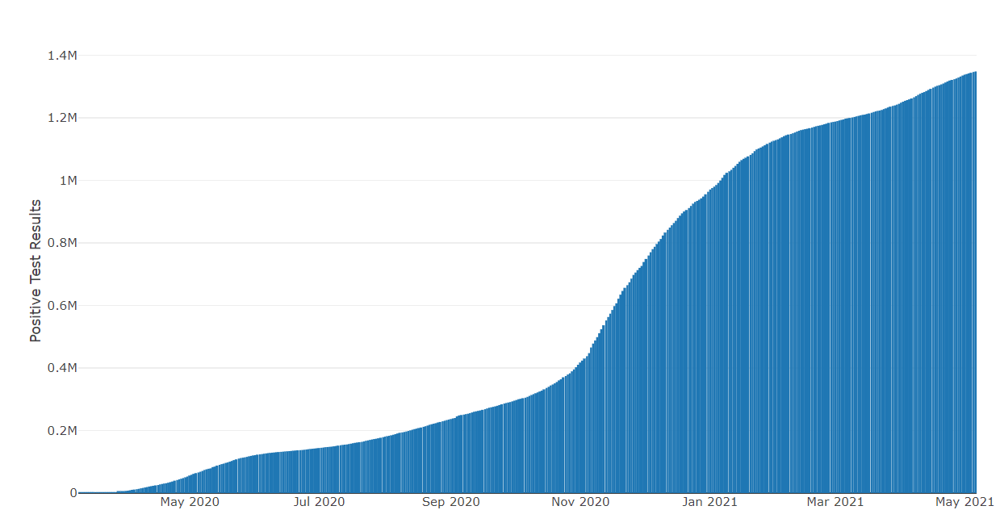 1.4M
1.2M
1M
0.8M
0.6M
0.4M
0.2M
0
Positive Test Results
May 2020
Jul 2020
Sep 2020
Nov 2020
Jan 2021
Mar 2021
May 2021